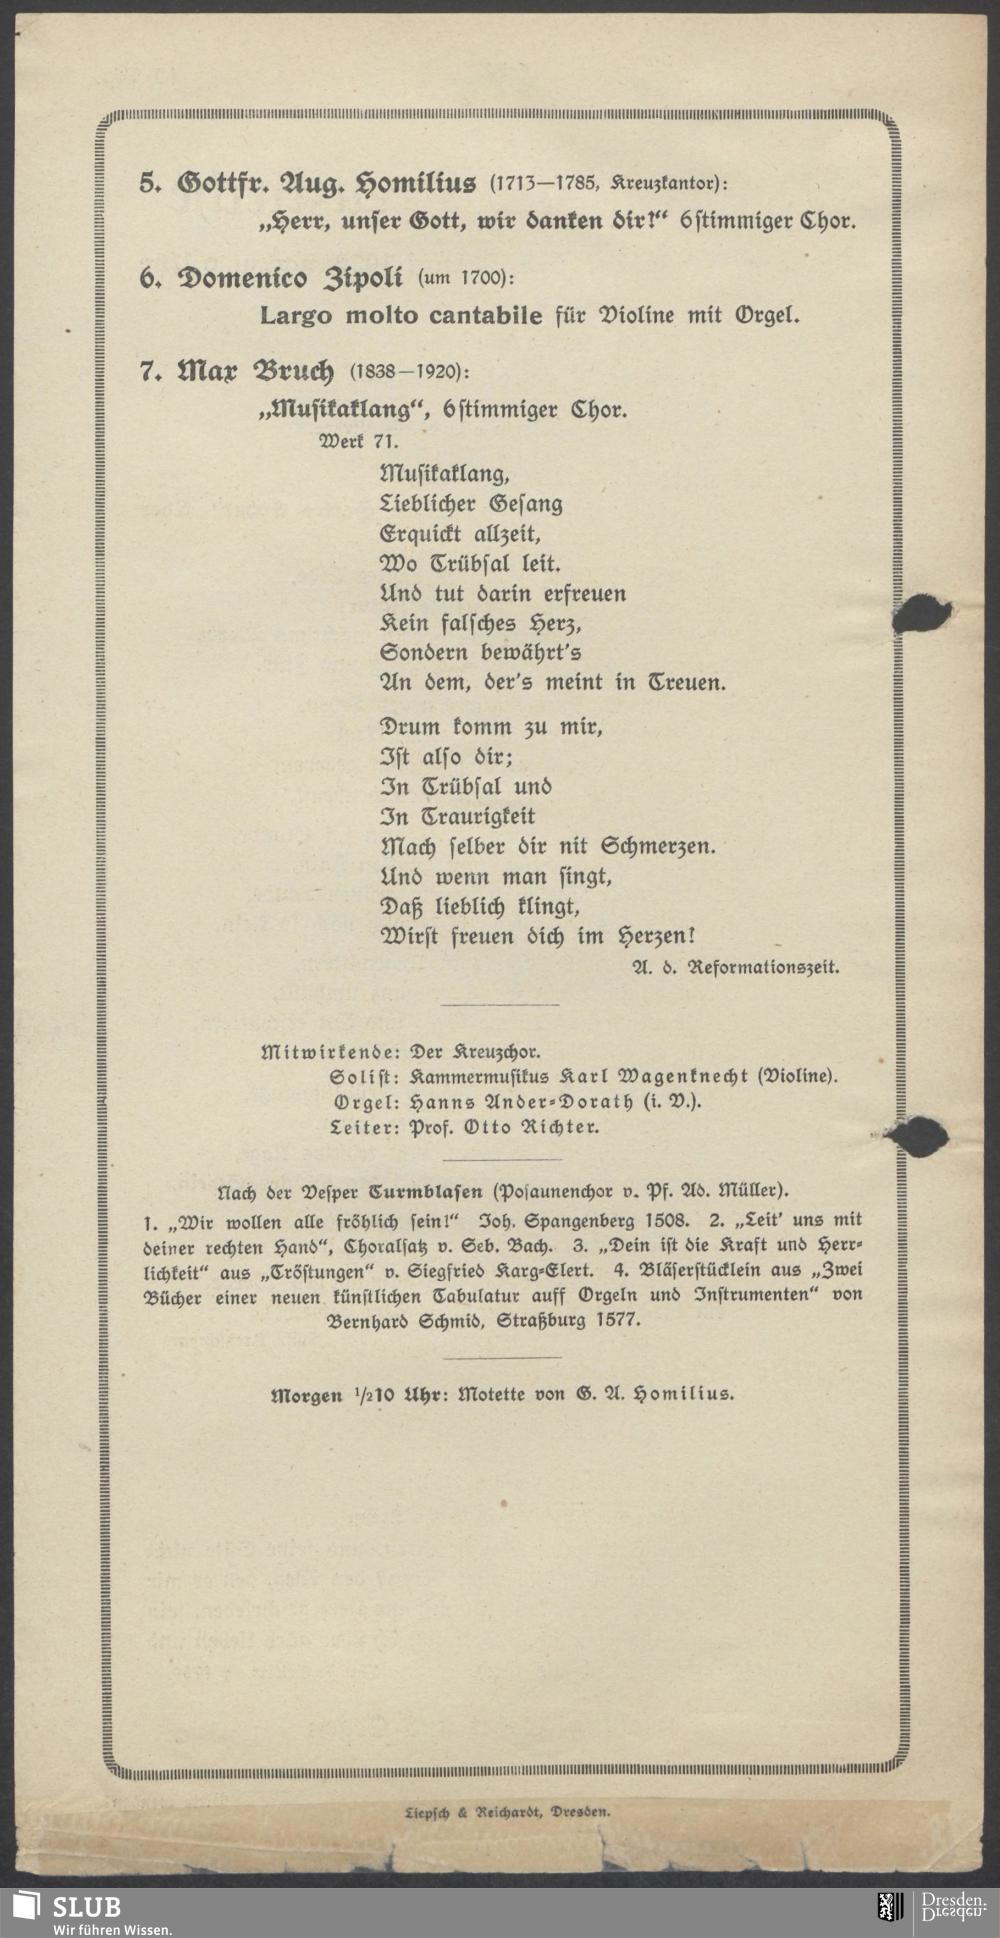 5. Gottfr. Aug. Homilius (1713—1785, Kreuzkantor):
„Herr, unser Gott, wir danken dir!“ 6stimmiger Chor.
6. Domenico Zipoli (um 1700):
Largo molto cantabile für Violine mit Orgel.
7. Max Bruch (1838—1920):
„Musikaklang“, 6stimmiger Chor.
Werk 71.
Musikaklang,
Lieblicher Gesang
Erquickt allzeit,
Wo Trübsal leit.
Und tut darin erfreuen
Kein falsches Herz,
Sondern bewährt's
An dem, der's meint in Treuen.
Drum komm zu mir,
Ist also dir;
In Trübsal und
In Traurigkeit
Mach selber dir nit Schmerzen.
Und wenn man singt,
Daß lieblich klingt,
Wirst freuen dich im Herzen!
A. d. Reformationszeit.
Mitwirkende: Der Kreuzchor.
Solist: Kammermusikus Karl Wagenknecht (Violine).
Orgel: Hanns Ander-Dorath (i. V.).
Leiter: Prof. Otto Richter.
Nach der Vesper Turmblasen (Posaunenchor v. Pf. Ad. Müller).
1. „Wir wollen alle fröhlich sein!“ Joh. Spangenberg 1508. 2. „Leit' uns mit
deiner rechten Hand“, Choralsatz v. Seb. Bach. 3. „Dein ist die Kraft und Herr-
lichkeit“ aus „Tröstungen“ v. Siegfried Karg-Elert. 4. Bläserstücklein aus „Zwei
Bücher einer neuen künstlichen Tabulatur auff Orgeln und Instrumenten“ von
Bernhard Schmid, Straßburg 1577.
Morgen 1/2 10 Uhr: Motette von G. A. Homilius.
Liepsch & Reichardt, Dresden.
SLUB
Wir führen Wissen.
Dresden.
Dresden.